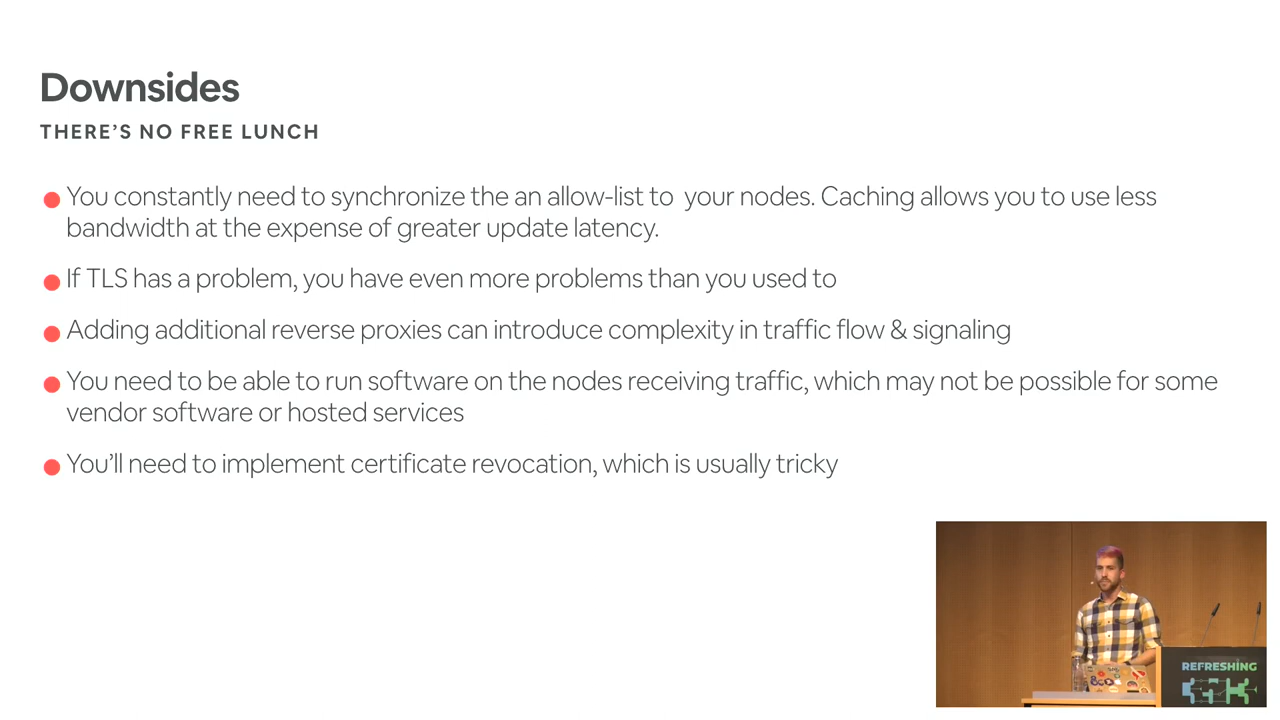 Downsides
THERE'S NO FREE LUNCH
You constantly need to synchronize the an allow-list to  your nodes. Caching allows you to use less
bandwidth at the expense of greater update latency.
If TLS has a problem, you have even more problems than you used to
Adding additional reverse proxies can introduce complexity in traffic flow & signaling
You need to be able to run software on the nodes receiving traffic, which may not be possible for some
vendor software or hosted services
You'll need to implement certificate revocation, which is usually tricky
REFRESHING